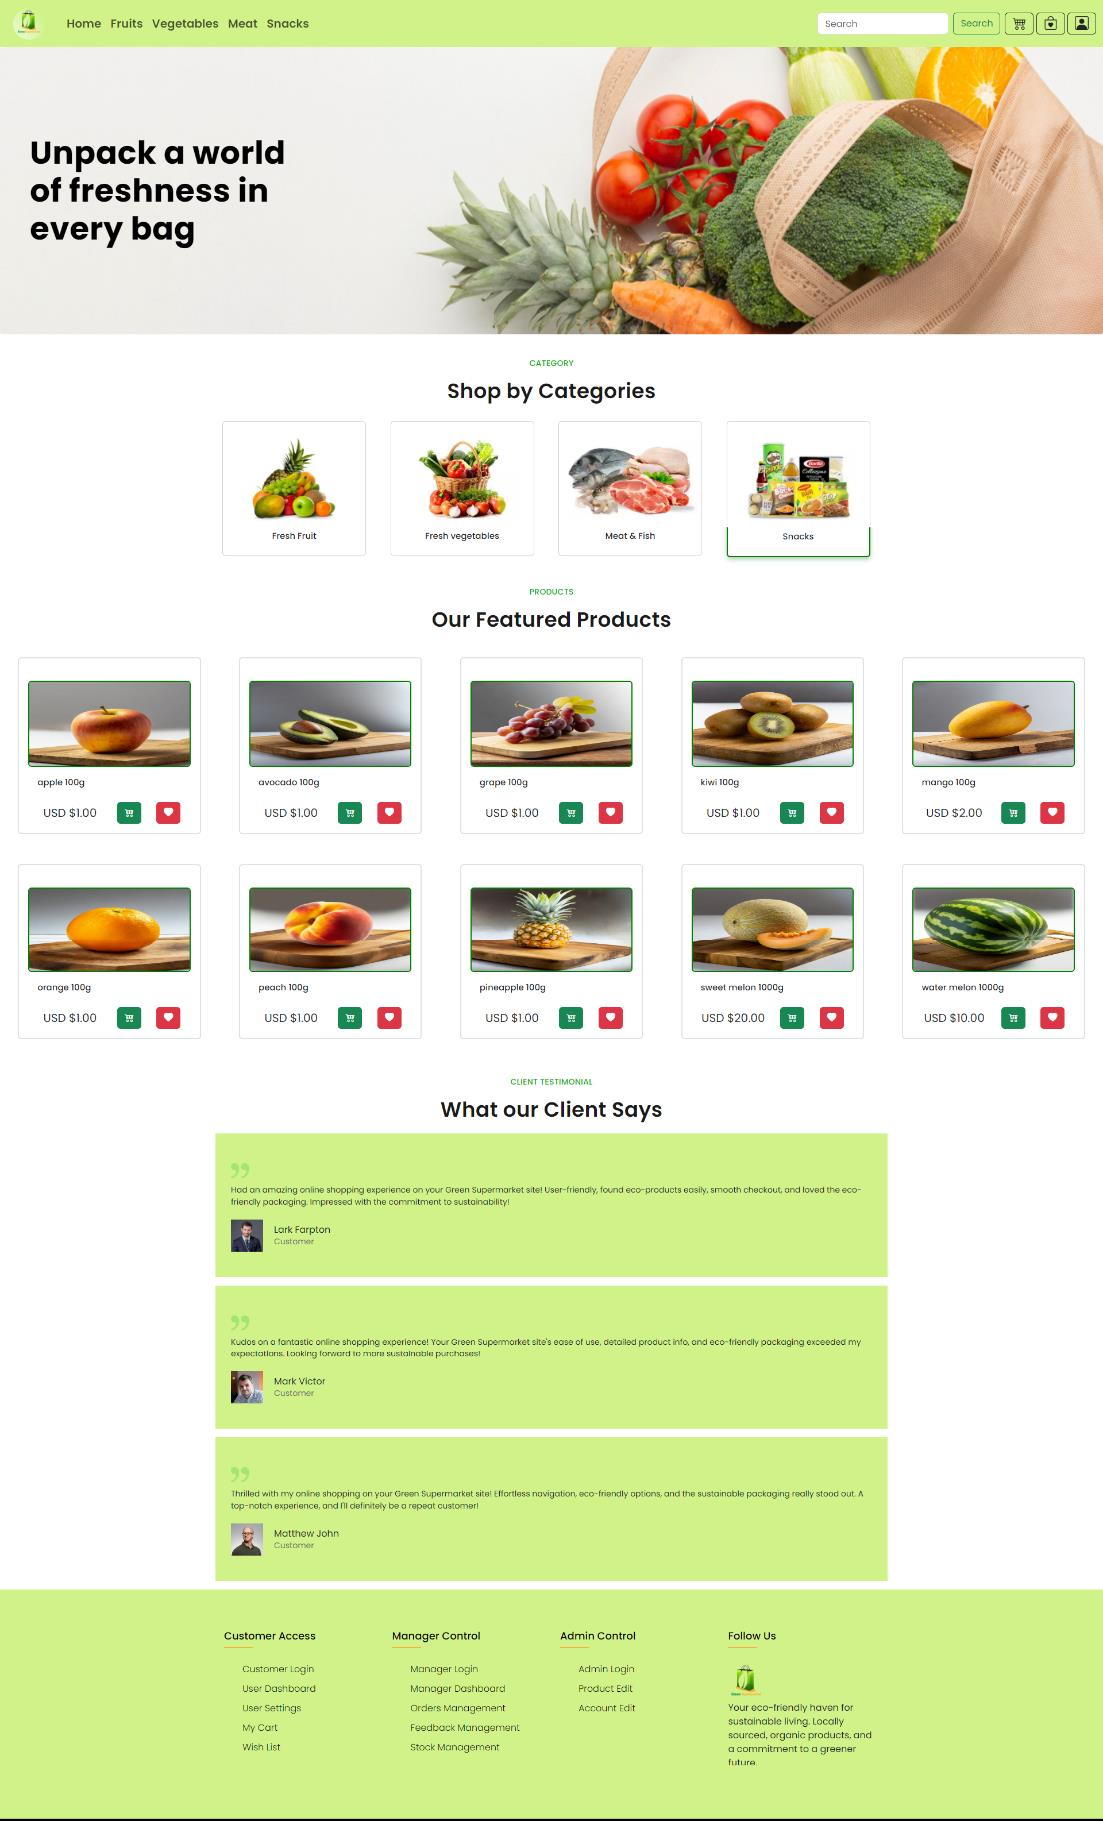 Home Fruits Vegetables Meat Snacks
Search
Search
Unpack a world
of freshness in
every bag
CATEGORY
Shop by Categories
Fresh Fruit
Fresh vegetables
Meat & Fish
Snacks
PRODUCTS
Our Featured Products
apple 100g
USD $1.00
avocado 100g
USD $1.00
grape 100g
USD $1.00
kiwi 100g
USD $1.00
mango 100g
USD $2.00
orange 100g
USD $1.00
peach 100g
USD $1.00
pineapple 100g
USD $1.00
sweet melon 1000g
USD $20.00
water melon 1000g
USD $10.00
CLIENT TESTIMONIAL
What our Client Says
Had an amazing online shopping experience on your Green Supermarket site! User-friendly, found eco-products easily, smooth checkout, and loved the eco-
friendly packaging. Impressed with the commitment to sustainability!
Lark Farpton
Customer
Kudos on a fantastic online shopping experience! Your Green Supermarket site's ease of use, detailed product info, and eco-friendly packaging exceeded my
expectations. Looking forward to more sustainable purchases!
Mark Victor
Customer
Thrilled with my online shopping on your Green Supermarket site! Effortless navigation, eco-friendly options, and the sustainable packaging really stood out. A
top-notch experience, and I'll definitely be a repeat customer!
Matthew John
Customer
Customer Access
Customer Login
User Dashboard
User Settings
My Cart
Wish List
Manager Control
Manager Login
Manager Dashboard
Orders Management
Feedback Management
Stock Management
Admin Control
Admin Login
Product Edit
Account Edit
Follow Us
Your eco-friendly haven for
sustainable living. Locally
sourced, organic products, and
a commitment to a greener
future.